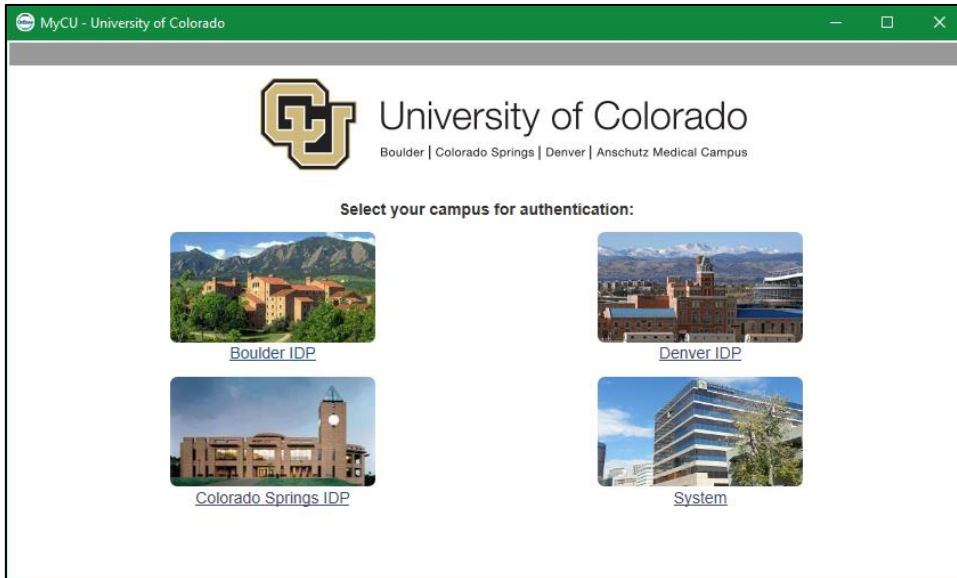 MyCU - University of Colorado
CU
University of Colorado
Boulder | Colorado Springs | Denver | Anschutz Medical Campus
Select your campus for authentication:
Boulder IDP
Denver IDP
Colorado Springs IDP
System